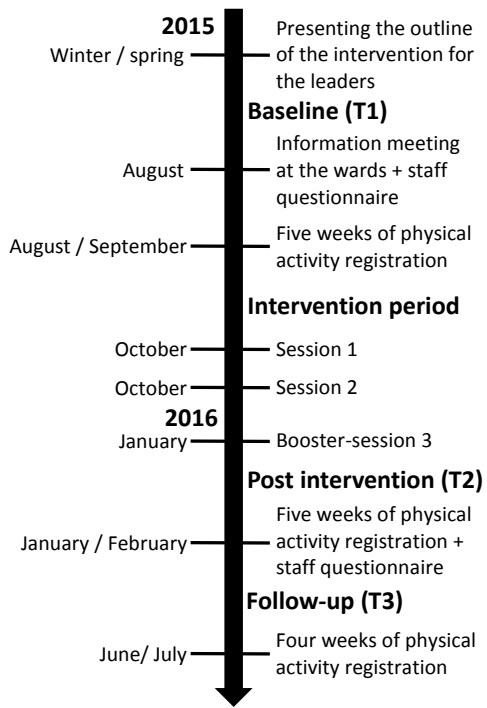 2015
Winter / spring
Presenting the outline
of the intervention for
the leaders
Baseline (T1)
August
Information meeting
at the wards + staff
questionnaire
August / September
Five weeks of physical
activity registration
Intervention period
October
Session 1
October
Session 2
2016
January
Booster-session 3
Post intervention (T2)
January / February
Five weeks of physical
activity registration +
staff questionnaire
Follow-up (T3)
June/ July
Four weeks of physical
activity registration